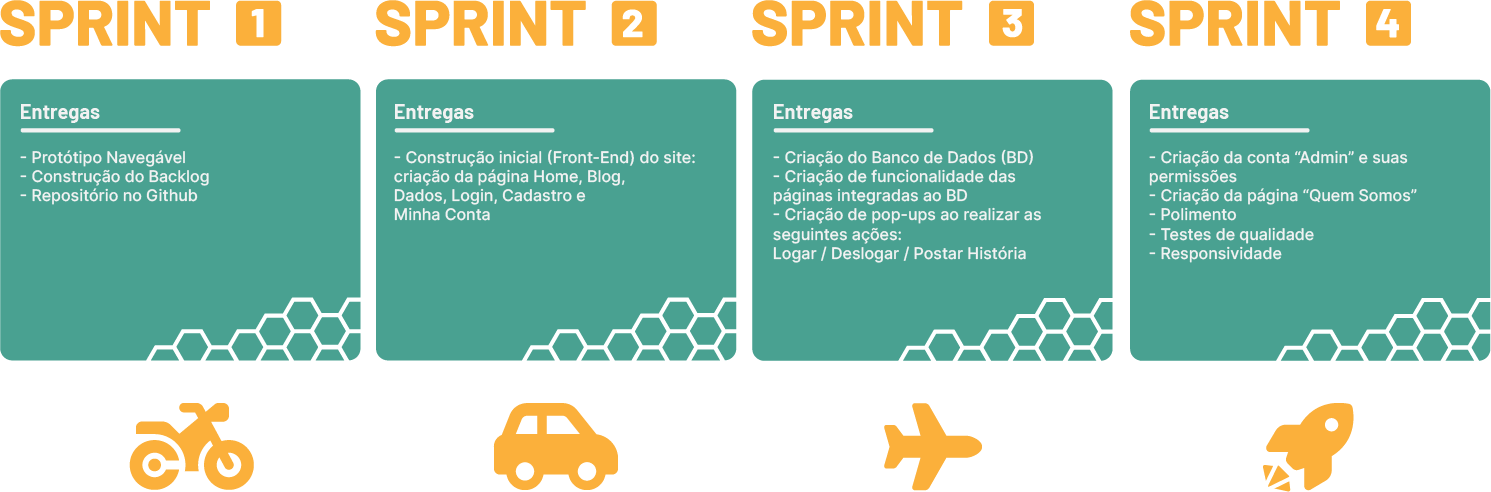 SPRINT 1
Entregas
- Protótipo Navegável
- Construção do Backlog
- Repositório no Github
SPRINT 2
Entregas
- Construção inicial (Front-End) do site:
criação da página Home, Blog,
Dados, Login, Cadastro e
Minha Conta
SPRINT 3
Entregas
- Criação do Banco de Dados (BD)
- Criação de funcionalidade das
páginas integradas ao BD
- Criação de pop-ups ao realizar as
seguintes ações:
Logar / Deslogar / Postar História
SPRINT 4
Entregas
- Criação da conta “Admin” e suas
permissões
- Criação da página “Quem Somos”
- Polimento
- Testes de qualidade
- Responsividade